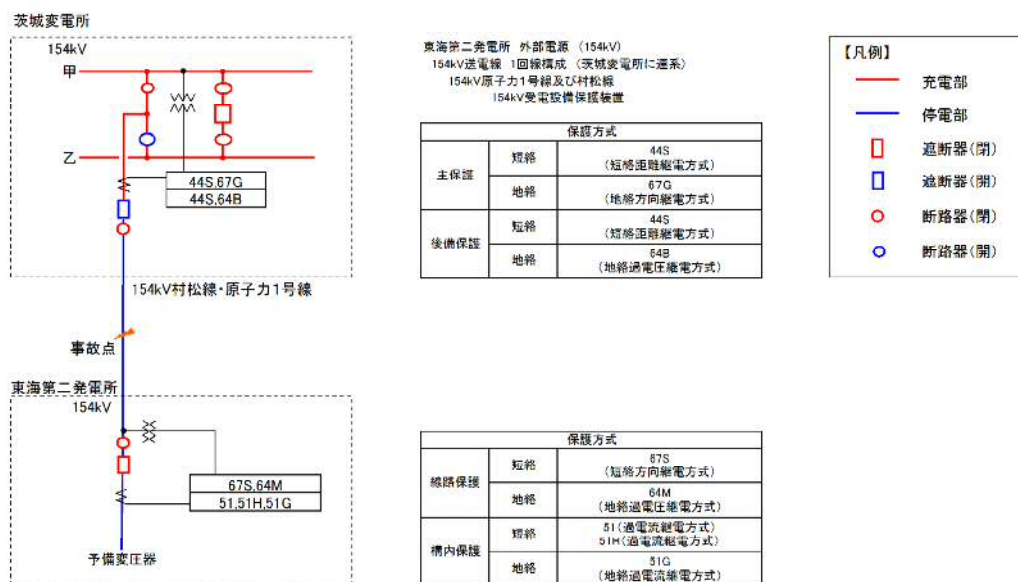 茨城変電所
154kV
甲
乙
44S,67G
44S,64B
154kV村松線・原子力1号線
事故点
東海第二発電所
154kV
67S,64M
51,51H,51G
予備変圧器
東海第二発電所 外部電源 (154kV)
154kV送電線 1回線構成 (茨城変電所に連系)
154kV原子力1号線及び村松線
154kV受電設備保護装置
保護方式
主保護
短絡
44S
(短絡距離継電方式)
地絡
67G
(地絡方向継電方式)
後備保護
短絡
44S
(短絡距離継電方式)
地絡
64B
(地絡過電圧継電方式)
保護方式
線路保護
短絡
67S
(短絡方向継電方式)
地絡
64M
(地絡過電圧継電方式)
構内保護
短絡
51(過電流継電方式)
51H(過電流継電方式)
地絡
51G
(地絡過電流継電方式)
【凡例】
充電部
停電部
遮断器(閉)
遮断器(開)
断路器(閉)
断路器(開)